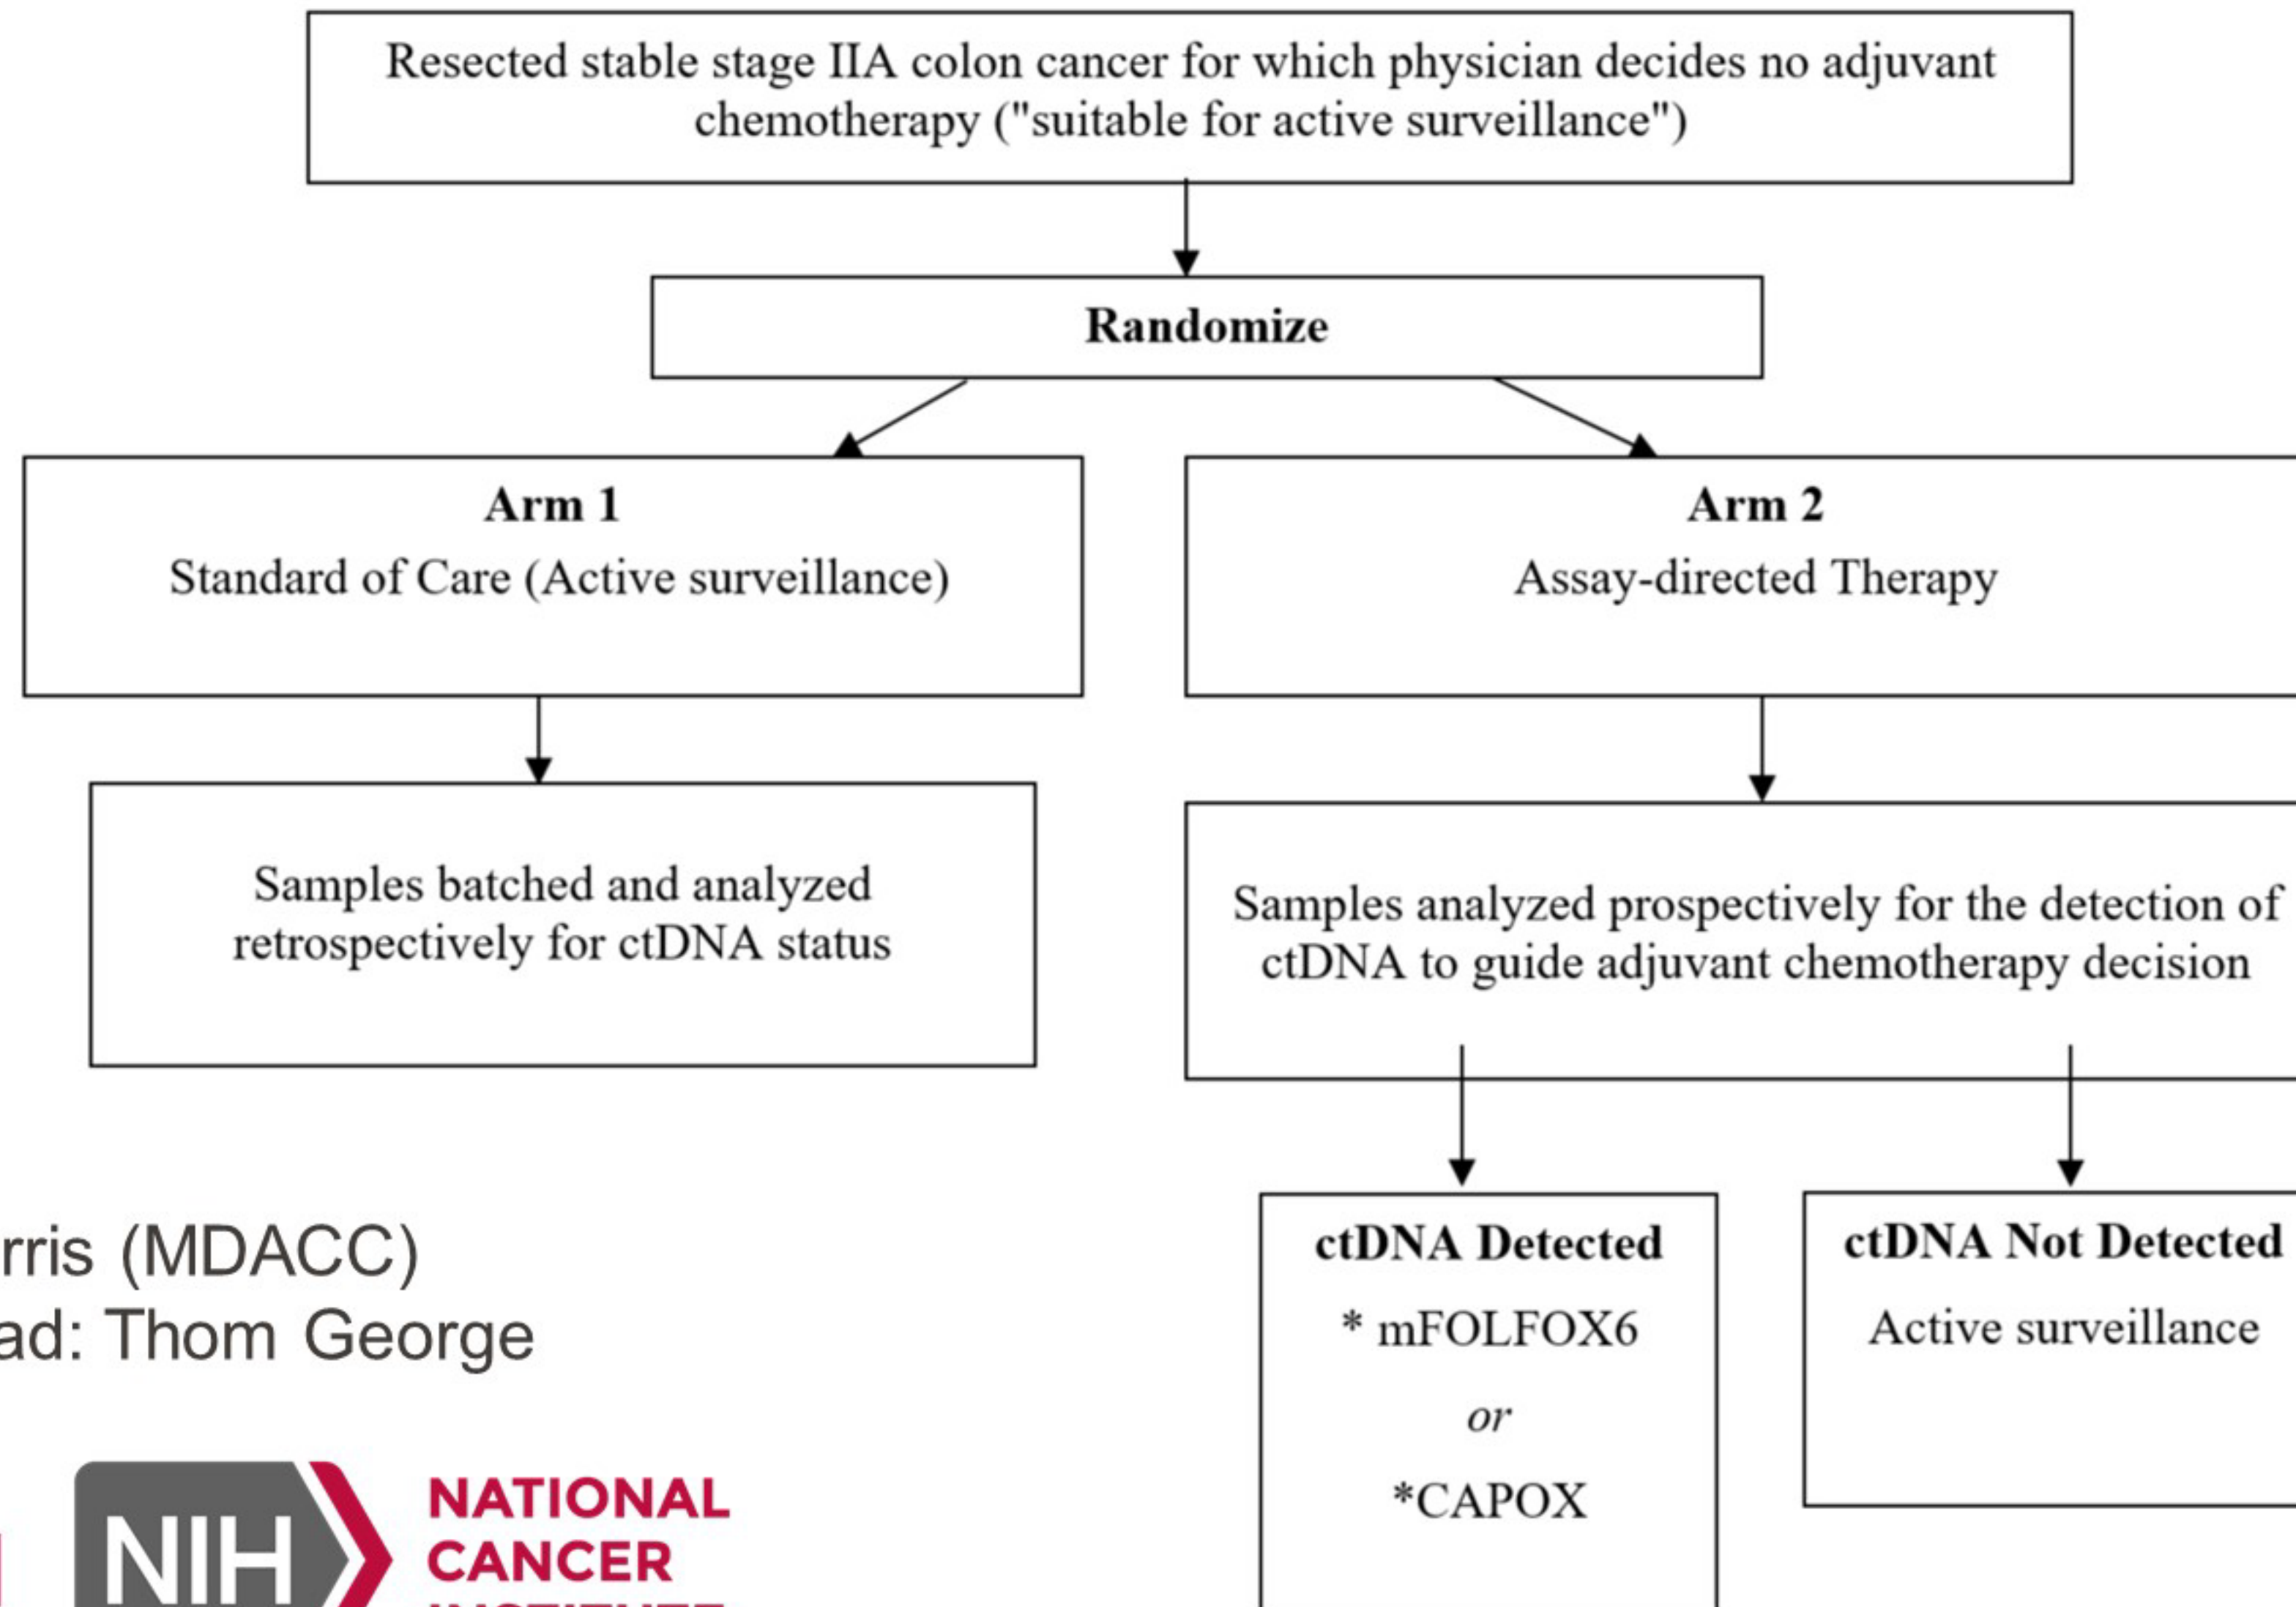 Resected stable stage IIA colon cancer for which physician decides no adjuvant
chemotherapy ("suitable for active surveillance")
Randomize
Arm 1
Standard of Care (Active surveillance)
Arm 2
Assay-directed Therapy
Samples batched and analyzed
retrospectively for ctDNA status
Samples analyzed prospectively for the detection of
ctDNA to guide adjuvant chemotherapy decision
ctDNA Detected
* mFOLFOX6
or
*CAPOX
ctDNA Not Detected
Active surveillance
rris (MDACC)
ad: Thom George
NIH
NATIONAL
CANCER
INSTITUTE